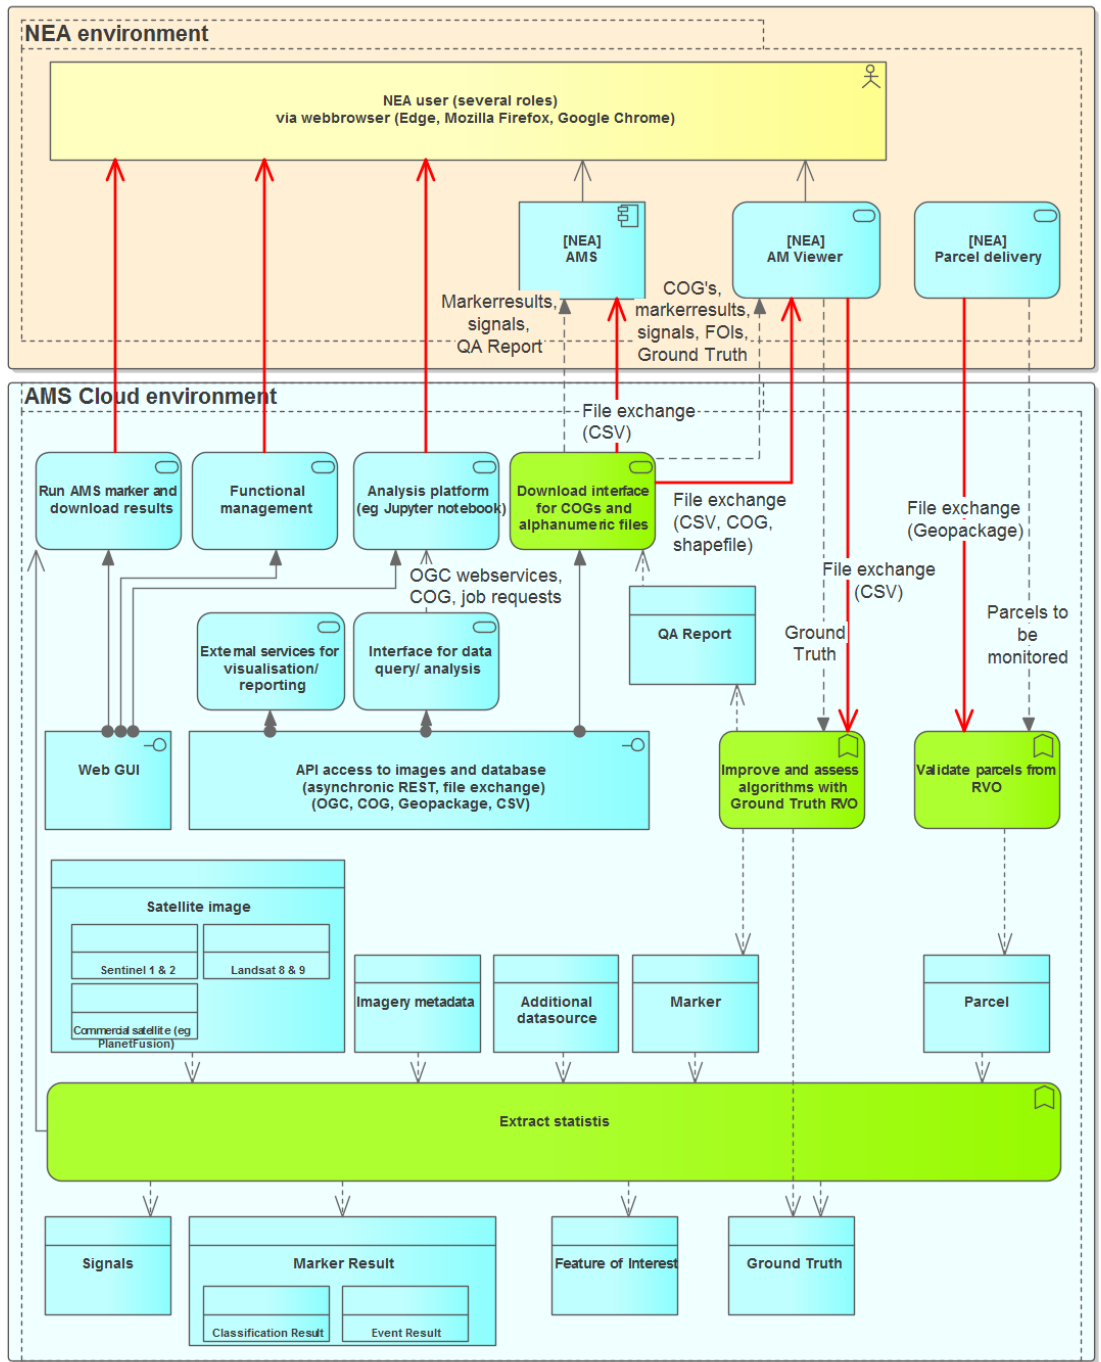 NEA environment
NEA user (several roles)
via webbrowser (Edge, Mozilla Firefox, Google Chrome)
[NEA]
AMS
[NEA]
AM Viewer
[NEA]
Parcel delivery
Markerresults,
signals,
QA Report
COG's,
markerresults,
signals, FOIs,
Ground Truth
AMS Cloud environment
File exchange
(CSV)
Run AMS marker and
download results
Functional
management
Analysis platform
(eg Jupyter notebook)
Download interface
for COGs and
alphanumeric files
File exchange
(CSV, COG,
shapefile)
File exchange
(Geopackage)
File exchange
(CSV)
OGC webservices,
COG, job requests
External services for
visualisation/
reporting
Interface for data
query/ analysis
QA Report
Ground
Truth
Parcels to
be
monitored
Web GUI
API access to images and database
(asynchronic REST, file exchange)
(OGC, COG, Geopackage, CSV)
Improve and assess
algorithms with
Ground Truth RVO
Validate parcels from
RVO
Satellite image
Sentinel 1 & 2
Landsat 8 & 9
Commercial satellite (eg
PlanetFusion)
Imagery metadata
Additional
datasource
Marker
Parcel
Extract statistis
Signals
Marker Result
Classification Result
Event Result
Feature of Interest
Ground Truth